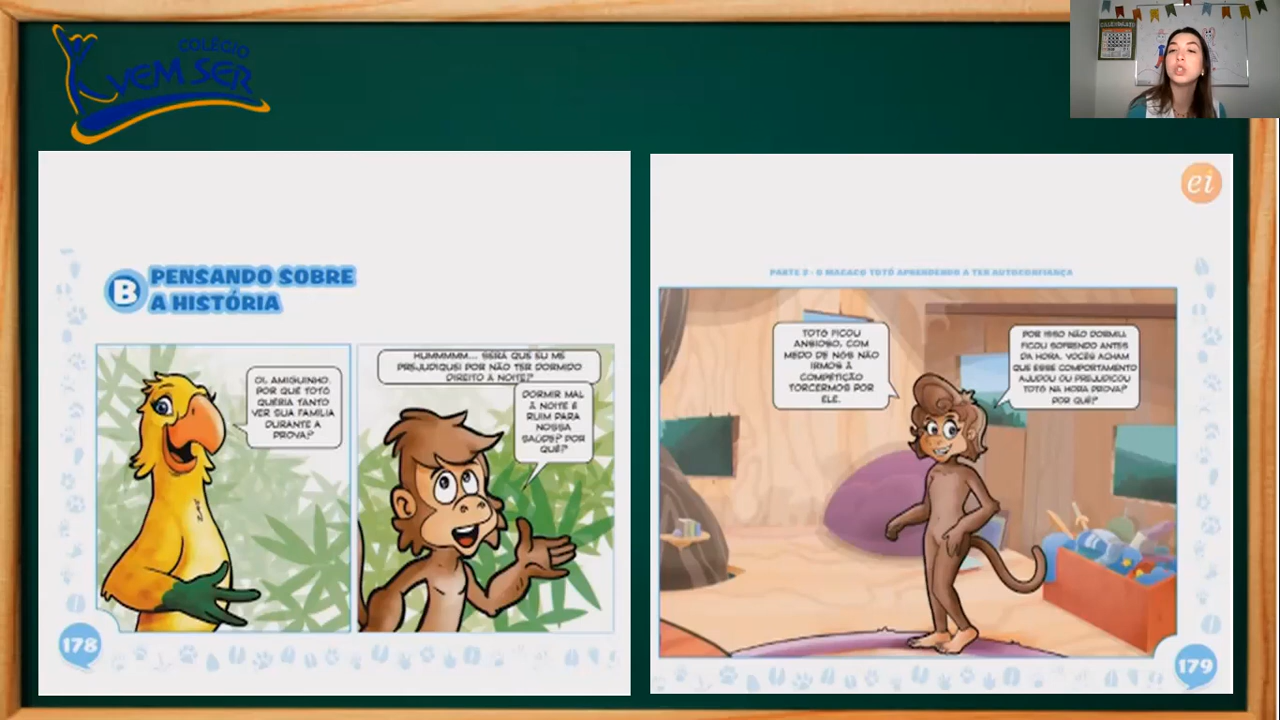 COLÉGIO
VEM SER
B
PENSANDO SOBRE
A HISTÓRIA
OI, AMIGUINHO.
POR QUE TOTÓ
QUERIA TANTO
VER SUA FAMÍLIA
DURANTE A
PROVA?
HUMMMMM... SERÁ QUE EU ME
PREJUDIQUEI POR NÃO TER DORMIDO
DIREITO À NOITE?
DORMIR MAL
À NOITE É
RUIM PARA
NOSSA
SAÚDE? POR
QUÊ?
178
ei
PARTE 2 - O MACACO TOTÓ APRENDENDO A TER AUTOCONFIANÇA
TOTÓ FICOU
ANSIOSO, COM
MEDO DE NÓS NÃO
IRMOS À
COMPETIÇÃO
TORCERMOS POR
ELE.
POR ISSO NÃO DORMIU,
FICOU SOFRENDO ANTES
DA HORA. VOCÊS ACHAM
QUE ESSE COMPORTAMENTO
AJUDOU OU PREJUDICOU
TOTÓ NA HORA PROVA?
POR QUÊ?
179